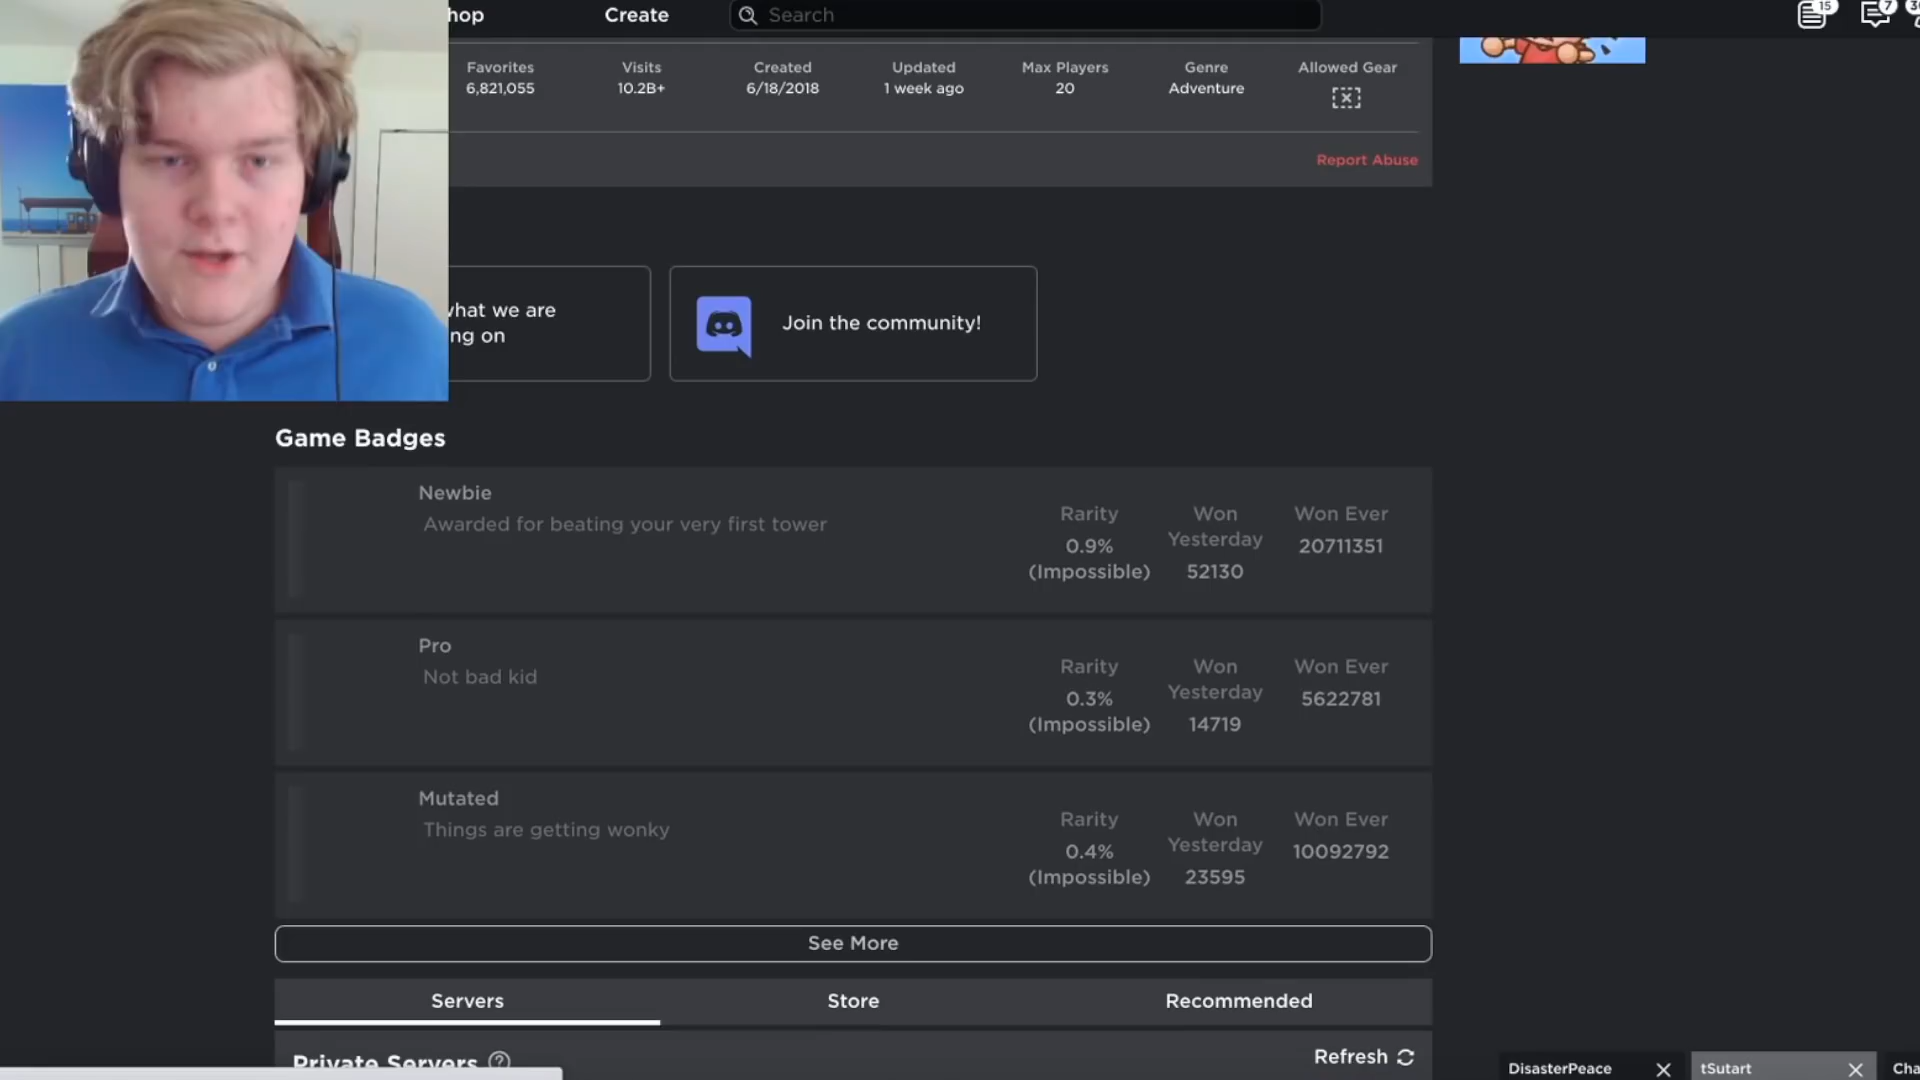 hop
Create
Search
15
7
Favorites
6,821,055
Visits
10.2B+
Created
6/18/2018
Updated
1 week ago
Max Players
20
Genre
Adventure
Allowed Gear
Report Abuse
what we are
ng on
Join the community!
Game Badges
Newbie
Awarded for beating your very first tower
Rarity
0.9%
(Impossible)
Won
Yesterday
52130
Won Ever
20711351
Pro
Not bad kid
Rarity
0.3%
(Impossible)
Won
Yesterday
14719
Won Ever
5622781
Mutated
Things are getting wonky
Rarity
0.4%
(Impossible)
Won
Yesterday
23595
Won Ever
10092792
See More
Servers
Store
Recommended
Private Servers
Refresh
DisasterPeace
tSutart
Cha